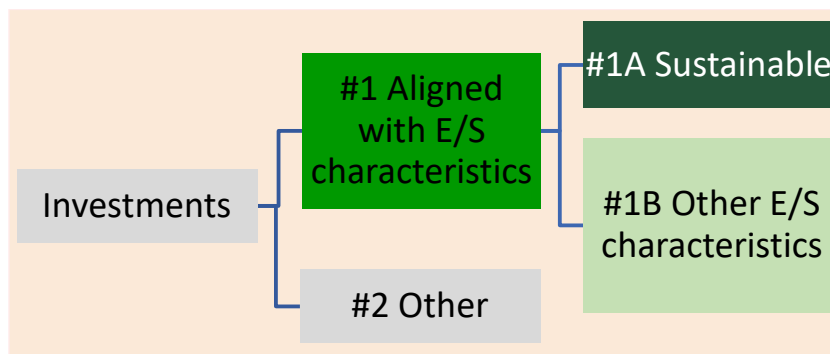 Investments
#1 Aligned
with E/S
characteristics
#2 Other
#1A Sustainable
#1B Other E/S
characteristics